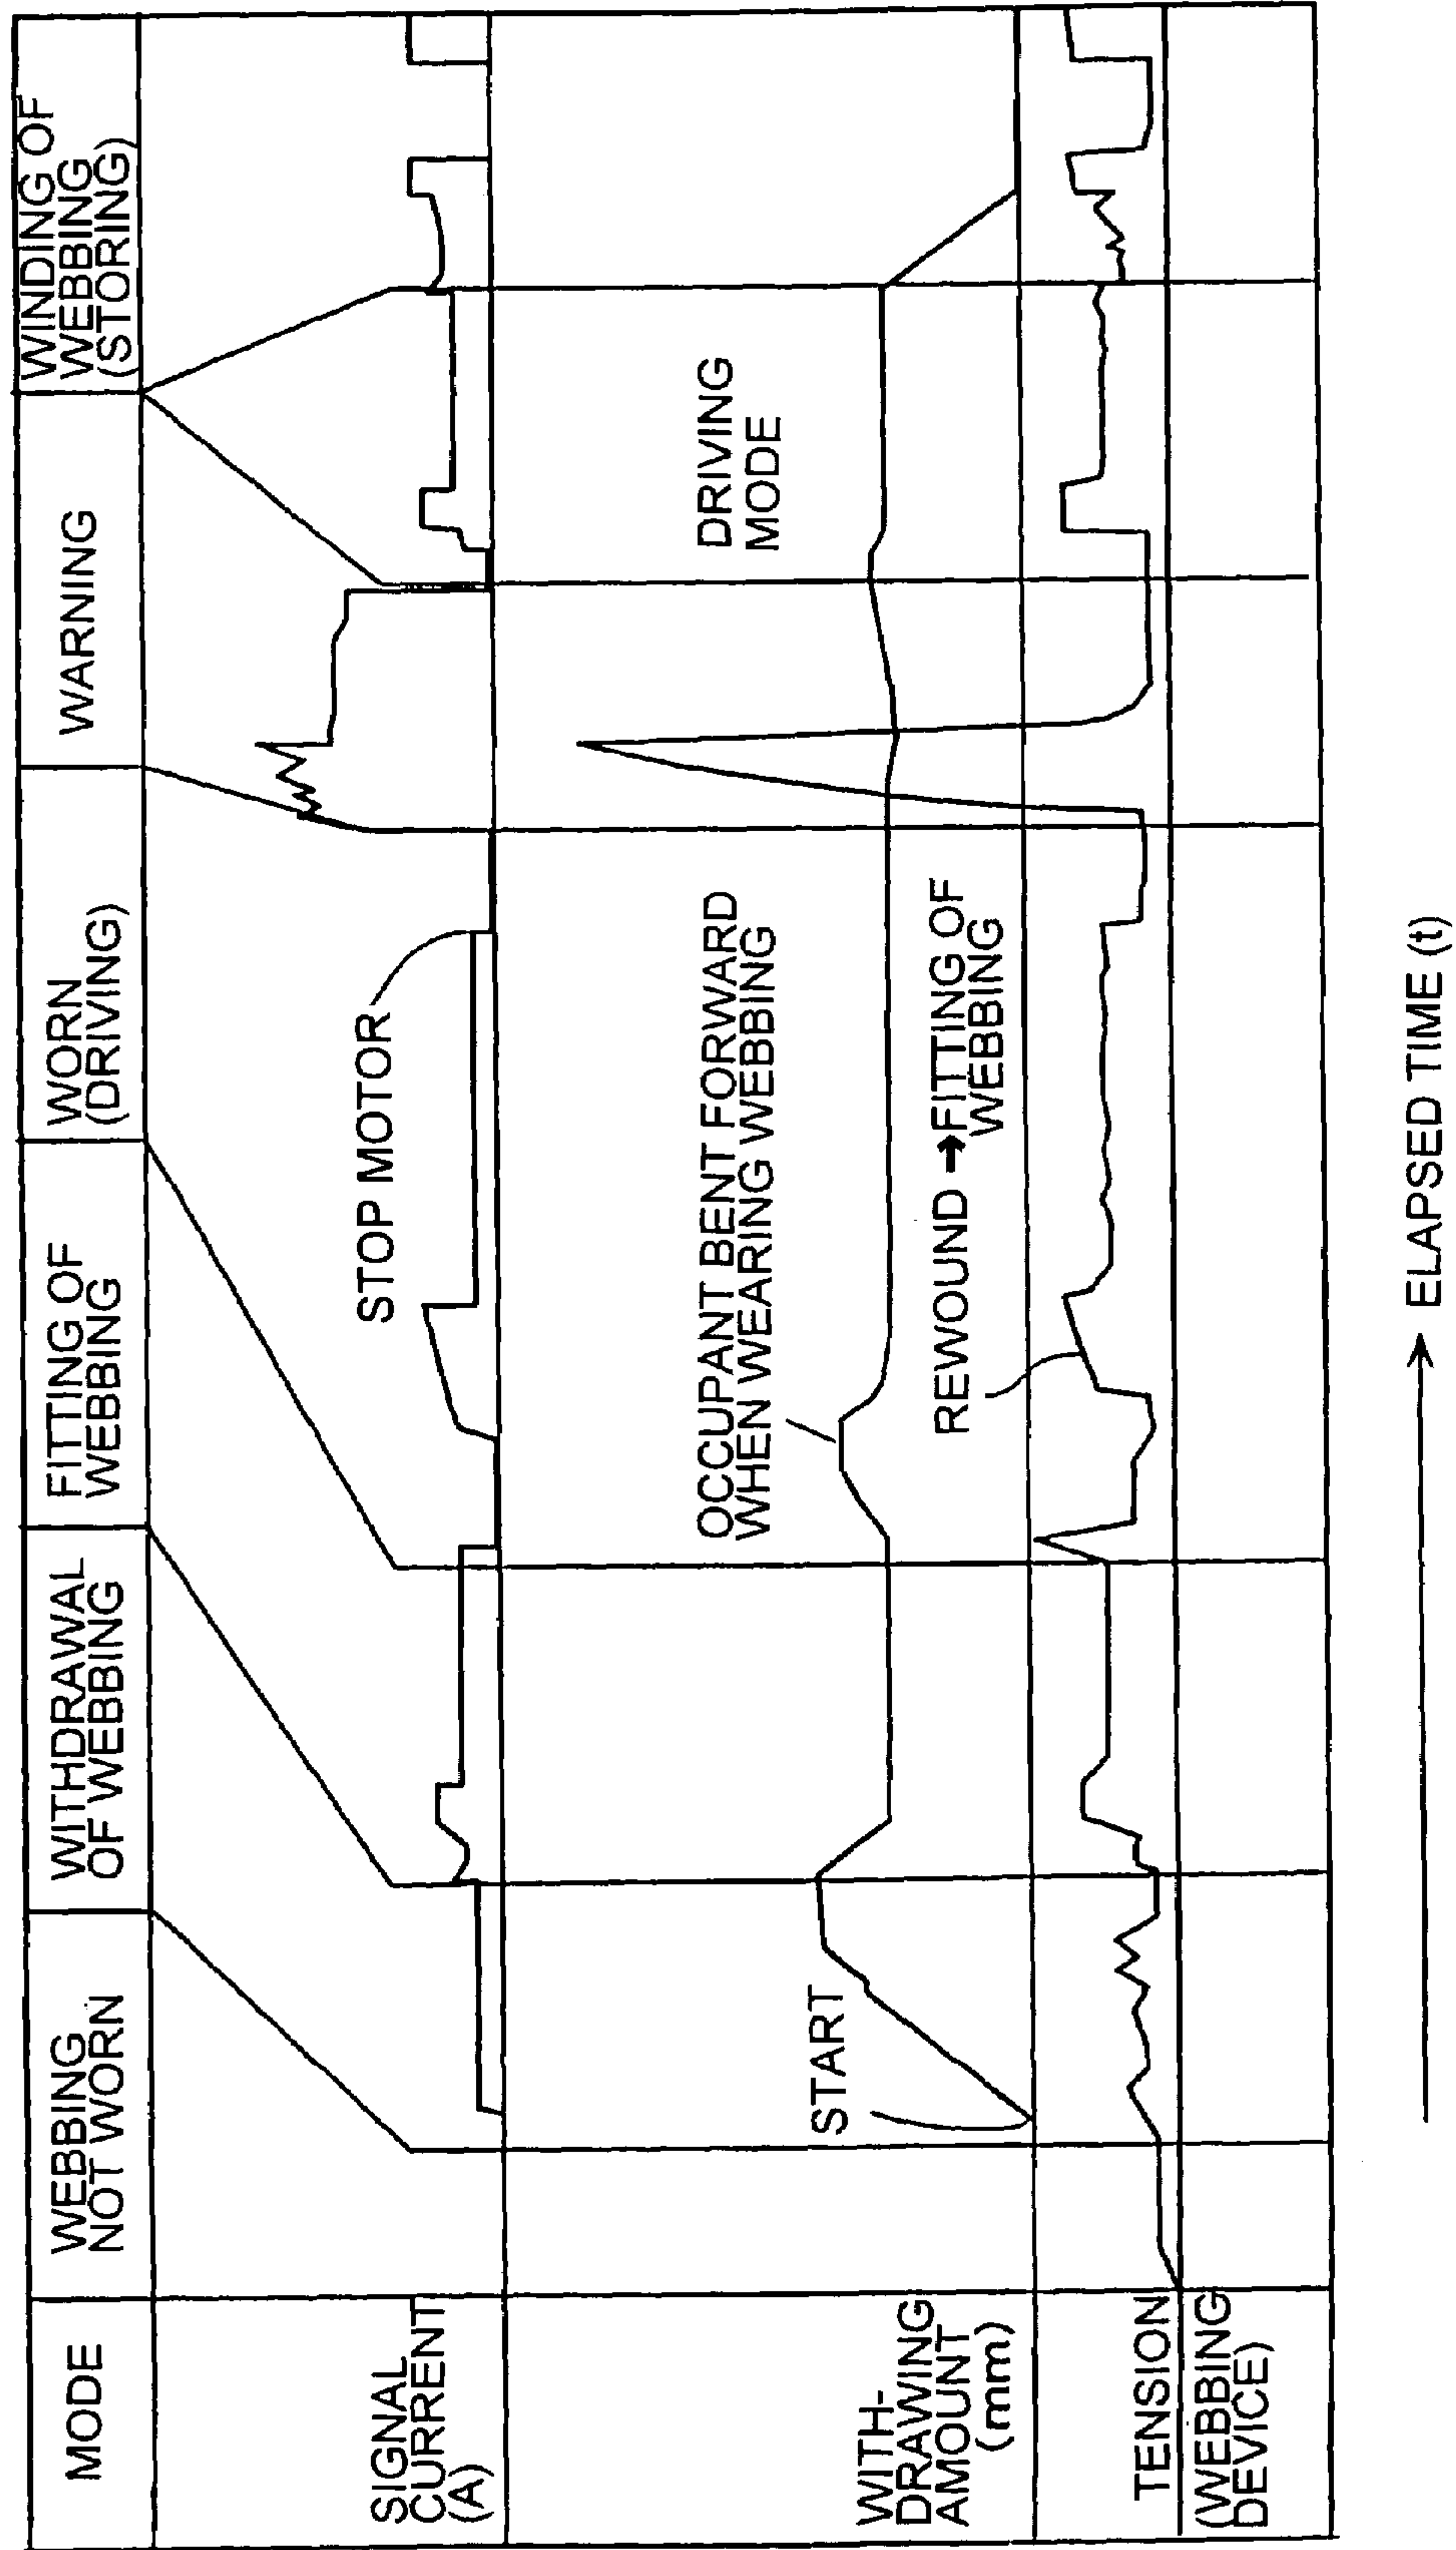 MODE
WEBBING
NOT WORN
WITHDRAWAL
OF WEBBING
FITTING OF
WEBBING
WORN
(DRIVING)
WARNING
WINDING OF
WEBBING
(STORING)
SIGNAL
CURRENT
(A)
STOP MOTOR
WITH-
DRAWING
AMOUNT
(mm)
START
OCCUPANT BENT FORWARD
WHEN WEARING WEBBING
DRIVING
MODE
REWOUND ➔FITTING OF
WEBBING
TENSION
(WEBBING
DEVICE)
→ ELAPSED TIME (t)